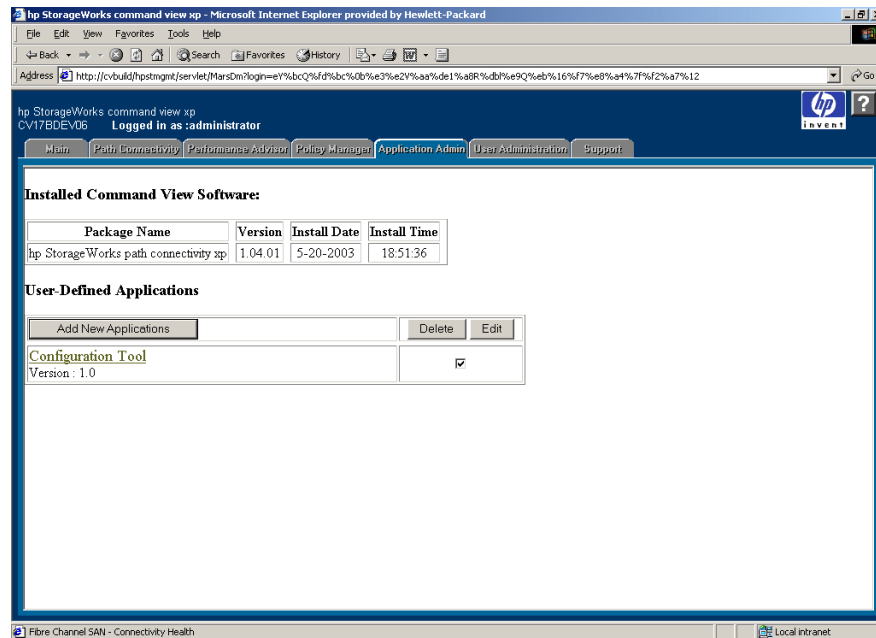 hp StorageWorks command view xp - Microsoft Internet Explorer provided by Hewlett-Packard
File Edit View Favorites Tools Help
Back Search Favorites History
Address http://cvbuild/hpstmgmt/servlet/MarsDm?login=eY%bcQ%fd%bc%0b%e3%e2V%aa%de1%a8R%dbl%e9Q%eb%16%f7%e8%a4%7f%f2%a7%12 Go
hp StorageWorks command view xp
CV17BDEV06 Logged in as :administrator
hp
invent
?
Main Path Connectivity Performance Advisor Policy Manager Application Admin User Administration Support
Installed Command View Software:
Package Name Version Install Date Install Time
hp StorageWorks path connectivity xp 1.04.01 5-20-2003 18:51:36
User-Defined Applications
Add New Applications Delete Edit
Configuration Tool
Version : 1.0
Fibre Channel SAN - Connectivity Health Local intranet